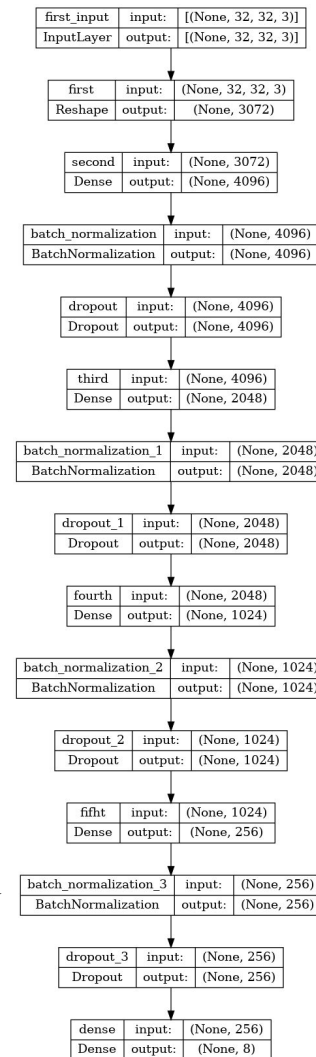 first_input input: [(None, 32, 32, 3)]
InputLayer output: [(None, 32, 32, 3)]
first input: (None, 32, 32, 3)
Reshape output: (None, 3072)
second input: (None, 3072)
Dense output: (None, 4096)
batch_normalization input: (None, 4096)
BatchNormalization output: (None, 4096)
dropout input: (None, 4096)
Dropout output: (None, 4096)
third input: (None, 4096)
Dense output: (None, 2048)
batch_normalization_1 input: (None, 2048)
BatchNormalization output: (None, 2048)
dropout_1 input: (None, 2048)
Dropout output: (None, 2048)
fourth input: (None, 2048)
Dense output: (None, 1024)
batch_normalization_2 input: (None, 1024)
BatchNormalization output: (None, 1024)
dropout_2 input: (None, 1024)
Dropout output: (None, 1024)
fifht input: (None, 1024)
Dense output: (None, 256)
batch_normalization_3 input: (None, 256)
BatchNormalization output: (None, 256)
dropout_3 input: (None, 256)
Dropout output: (None, 256)
dense input: (None, 256)
Dense output: (None, 8)